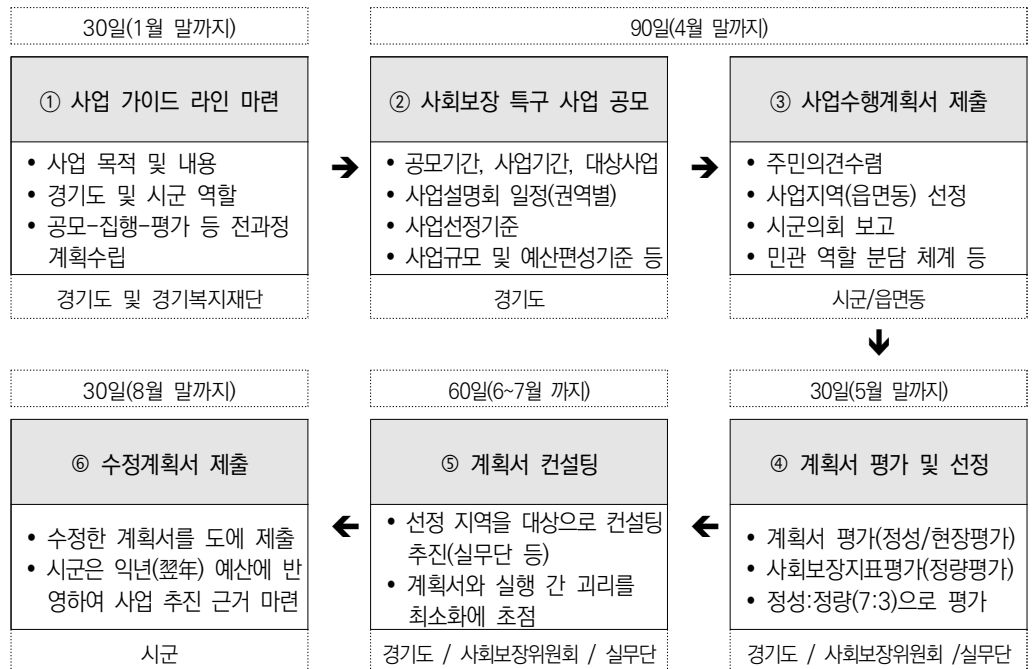 30일(1월 말까지)
90일(4월 말까지)
① 사업 가이드 라인 마련
• 사업 목적 및 내용
• 경기도 및 시군 역할
• 공모-집행-평가 등 전과정
계획수립
경기도 및 경기복지재단
➔
② 사회보장 특구 사업 공모
• 공모기간, 사업기간, 대상사업
• 사업설명회 일정(권역별)
• 사업선정기준
• 사업규모 및 예산편성기준 등
경기도
➔
③ 사업수행계획서 제출
• 주민의견수렴
• 사업지역(읍면동) 선정
• 시군의회 보고
• 민관 역할 분담 체계 등
시군/읍면동
30일(5월 말까지)
④ 계획서 평가 및 선정
• 계획서 평가(정성/현장평가)
• 사회보장지표평가(정량평가)
• 정성:정량(7:3)으로 평가
경기도 / 사회보장위원회 /실무단
60일(6~7월 까지)
⑤ 계획서 컨설팅
• 선정 지역을 대상으로 컨설팅
추진(실무단 등)
• 계획서와 실행 간 괴리를
최소화에 초점
경기도 / 사회보장위원회 / 실무단
30일(8월 말까지)
⑥ 수정계획서 제출
• 수정한 계획서를 도에 제출
• 시군은 익년(翌年) 예산에 반
영하여 사업 추진 근거 마련
시군